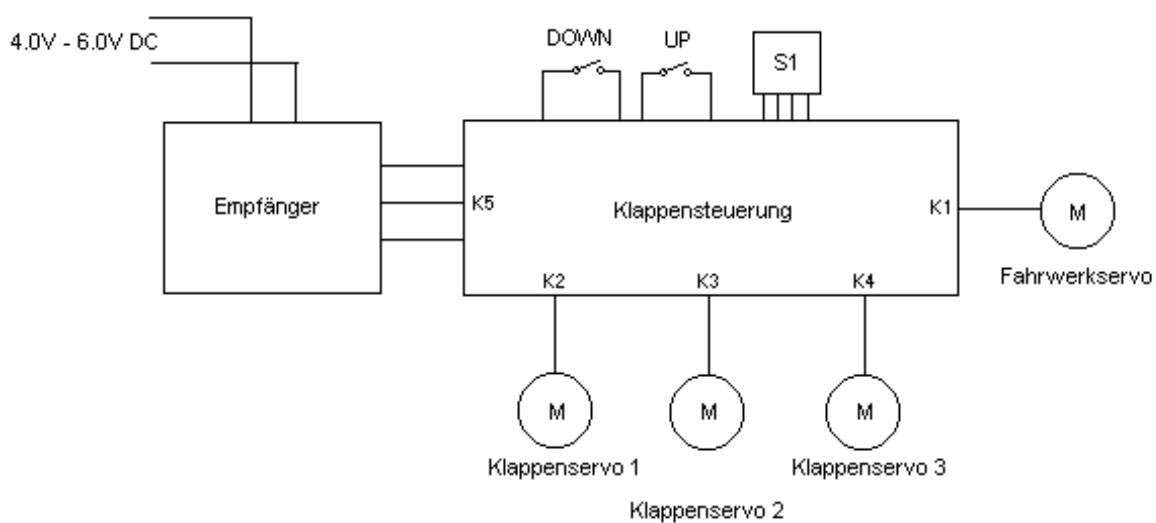 4.0V - 6.0V DC
DOWN
UP
S1
Empfänger
K5
Klappensteuerung
K1
M
Fahrwerkservo
K2
K3
K4
M
M
M
Klappenservo 1
Klappenservo 3
Klappenservo 2